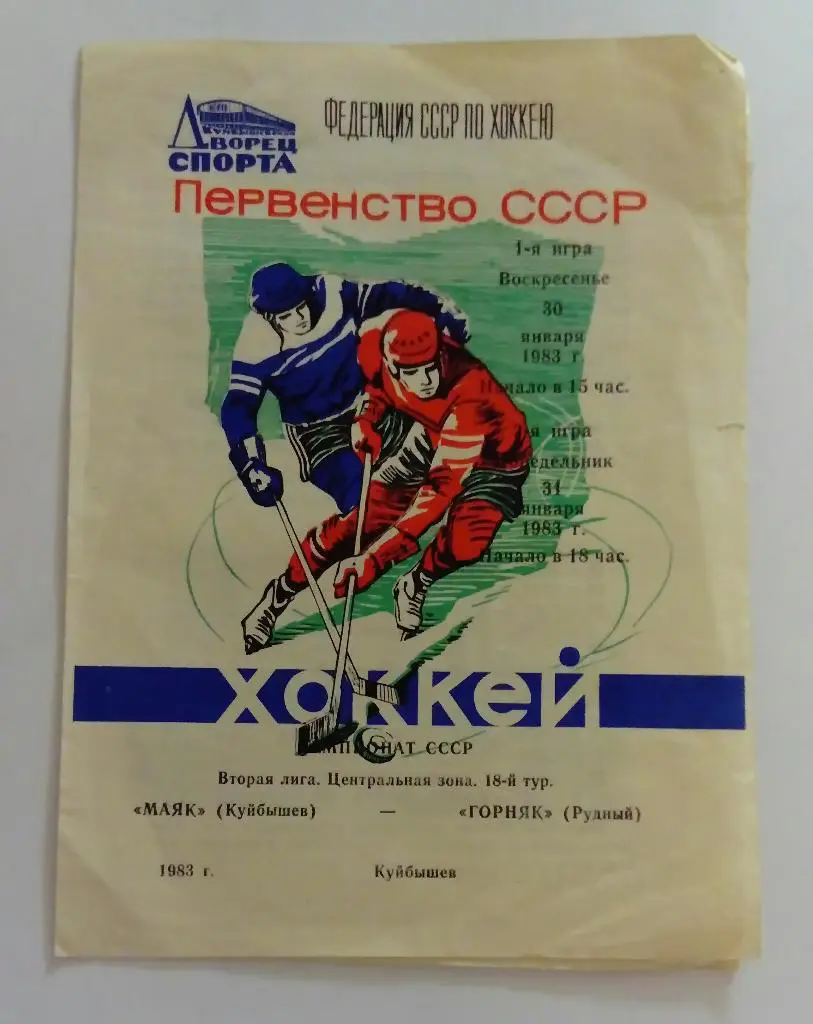 ДВОРЕЦ
СПОРТА
ФЕДЕРАЦИЯ СССР ПО ХОККЕЮ
Первенство СССР
1-я игра
Воскресенье
30
января
1983 г.
Начало в 15 час.
я игра
недельник
31
января
1983 г.
Начало в 18 час.
хоккей
МПИОНАТ СССР
Вторая лига. Центральная зона. 18-й тур.
«МАЯК» (Куйбышев) — «ГОРНЯК» (Рудный)
1983 г. Куйбышев